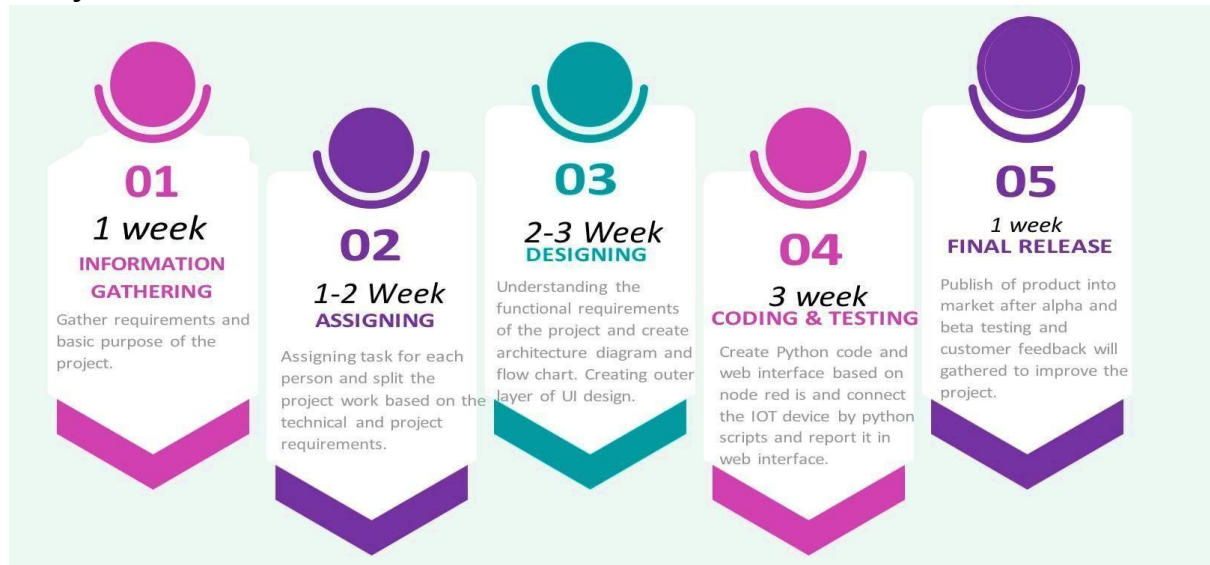 01
1 week
INFORMATION
GATHERING
Gather requirements and
basic purpose of the
project.
02
1-2 Week
ASSIGNING
Assigning task for each
person and split the
project work based on the
technical and project
requirements.
03
2-3 Week
DESIGNING
Understanding the
functional requirements
of the project and create
architecture diagram and
flow chart. Creating outer
layer of UI design.
04
3 week
CODING & TESTING
Create Python code and
web interface based on
node red is and connect
the IOT device by python
scripts and report it in
web interface.
05
1 week
FINAL RELEASE
Publish of product into
market after alpha and
beta testing and
customer feedback will
gathered to improve the
project.